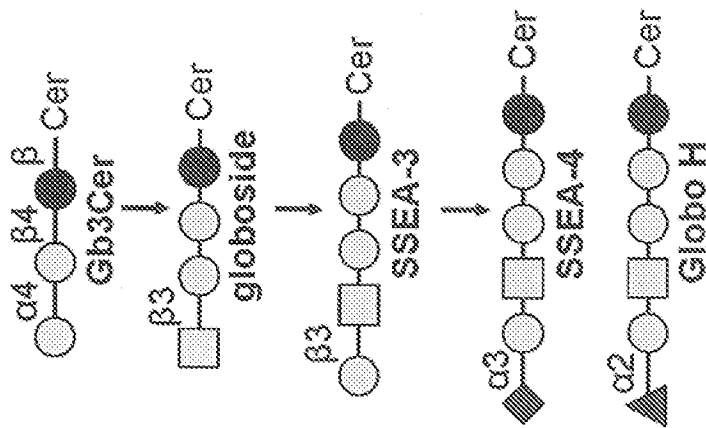 α4 β4 β Cer
Gb3Cer
β3 Cer
globoside
β3 Cer
SSEA-3
α3 Cer
SSEA-4
α2 Cer
Globo H